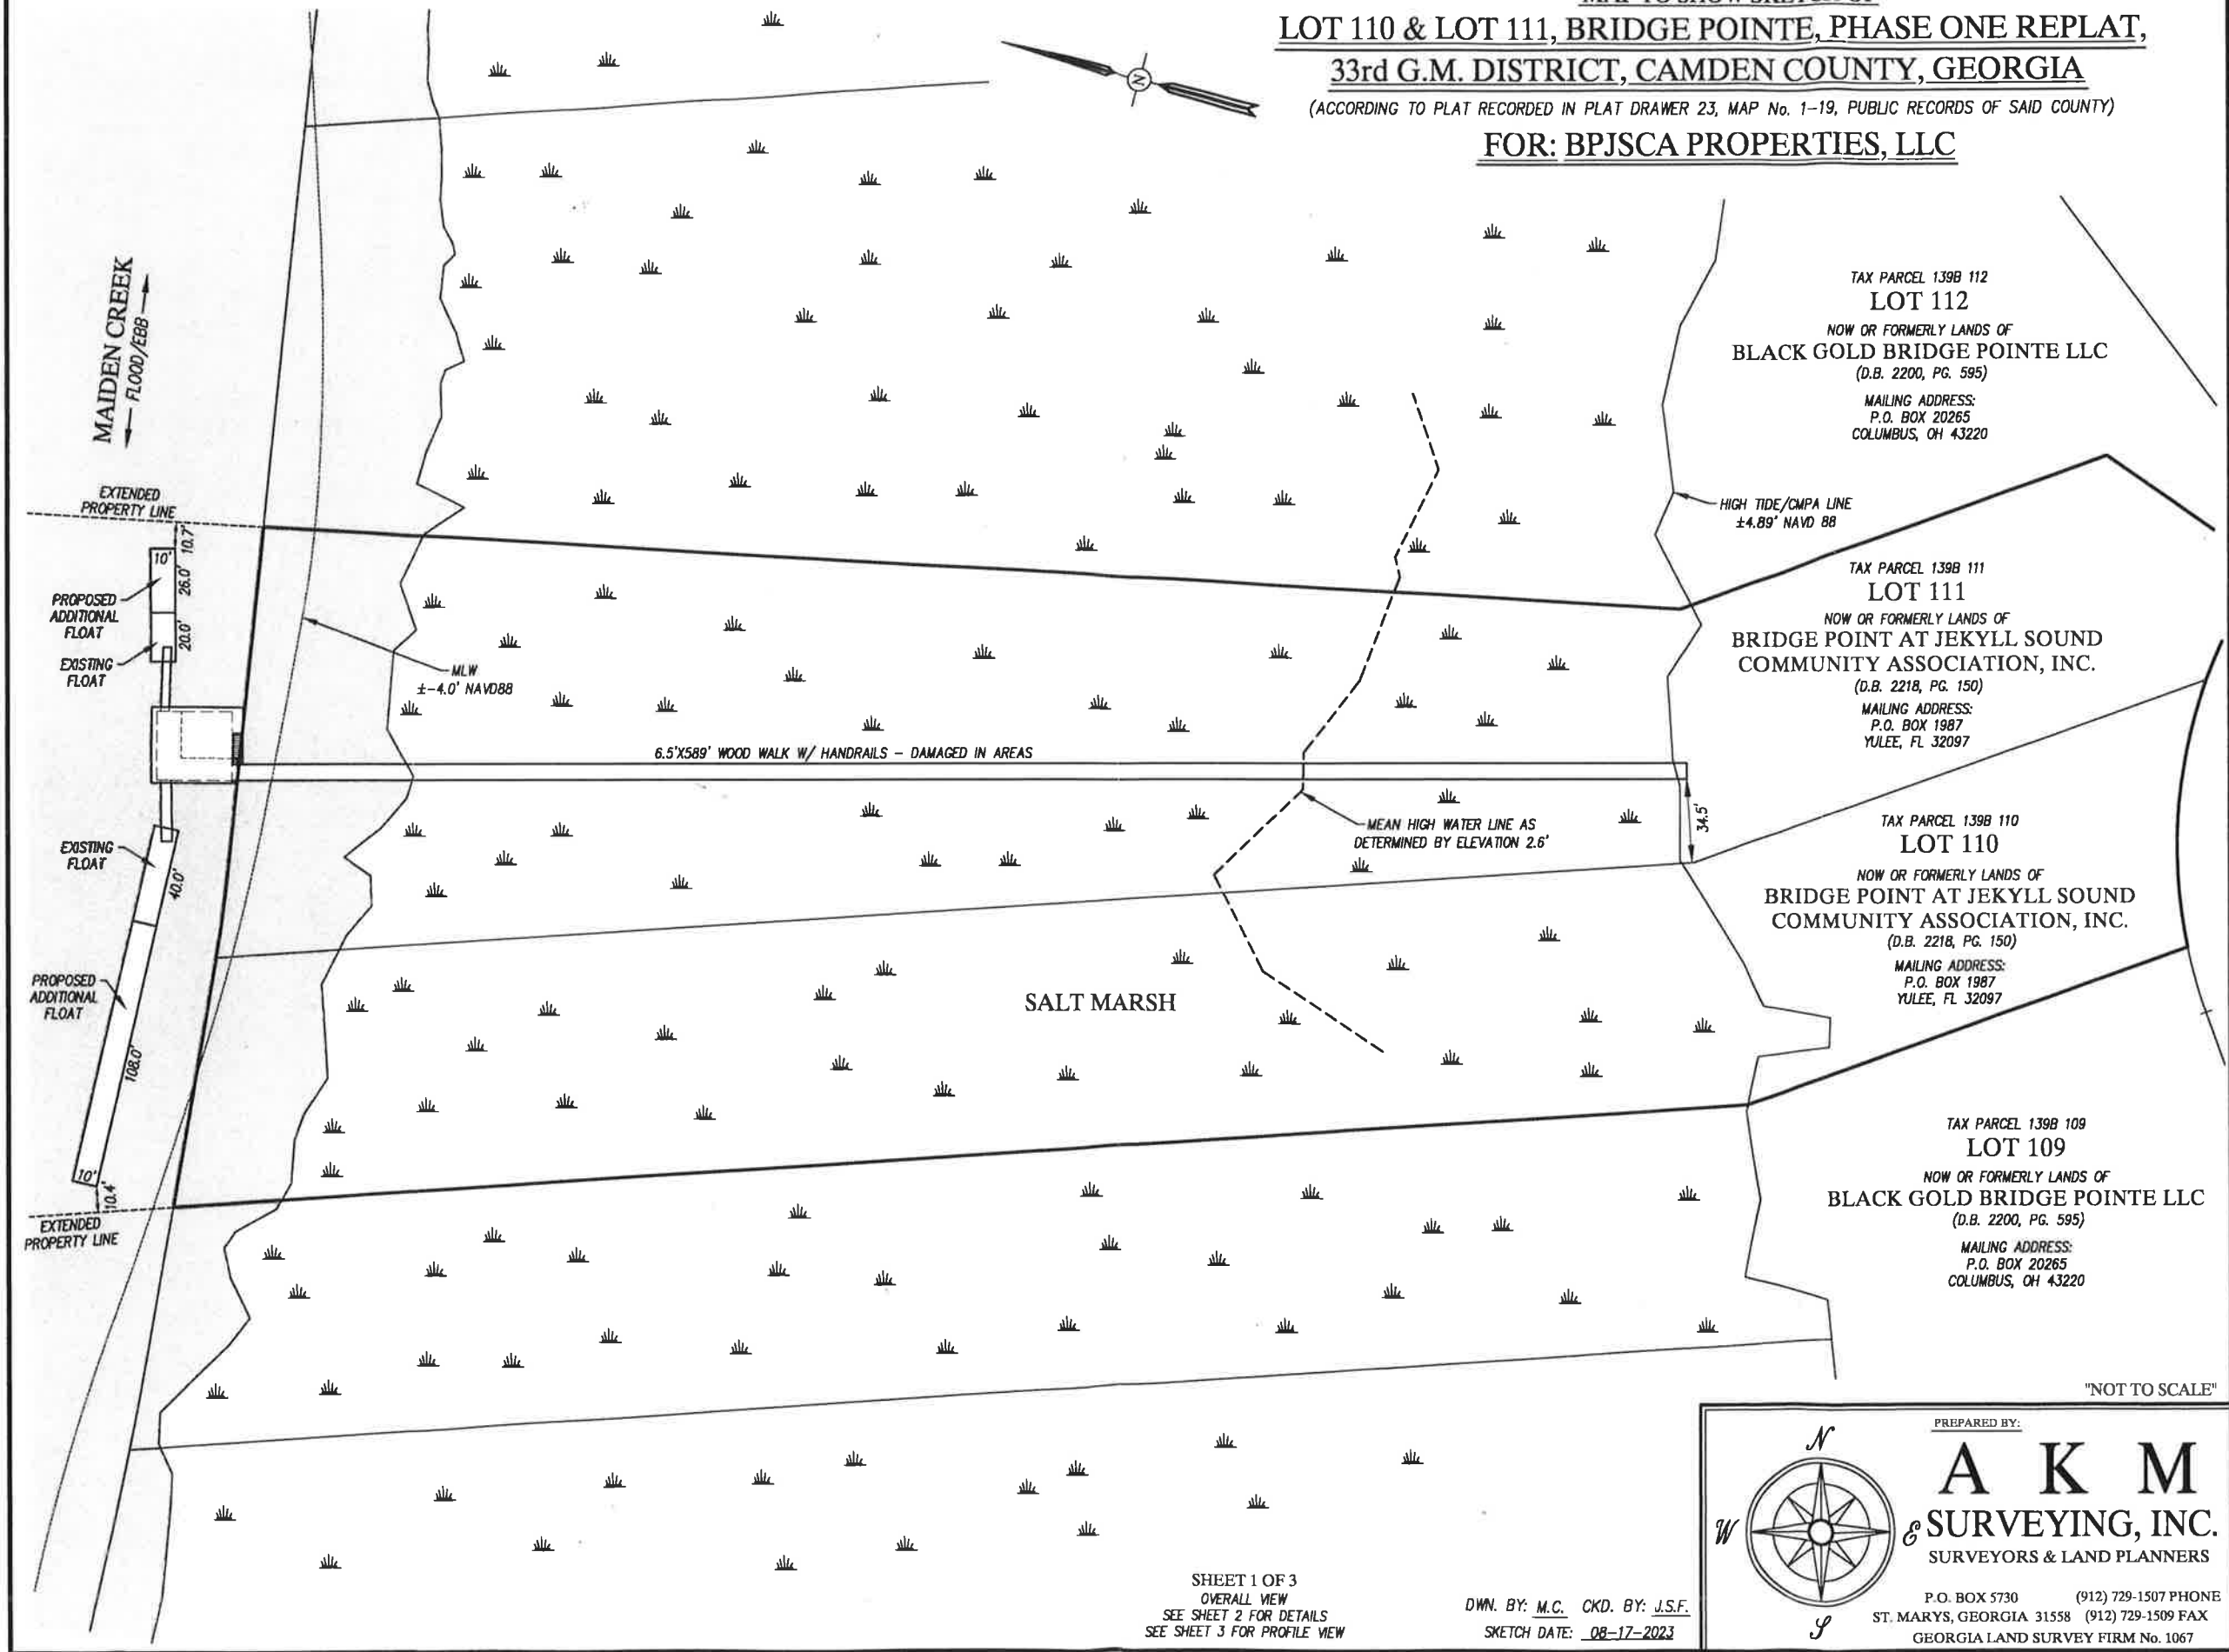 LOT 110 & LOT 111, BRIDGE POINTE, PHASE ONE REPLAT,
33rd G.M. DISTRICT, CAMDEN COUNTY, GEORGIA
(ACCORDING TO PLAT RECORDED IN PLAT DRAWER 23, MAP No. 1-19, PUBLIC RECORDS OF SAID COUNTY)
FOR: BPJSCA PROPERTIES, LLC
N
MAIDEN CREEK
FLOOD/EBB
TAX PARCEL 139B 112
LOT 112
NOW OR FORMERLY LANDS OF
BLACK GOLD BRIDGE POINTE LLC
(D.B. 2200, PG. 595)
MAILING ADDRESS:
P.O. BOX 20265
COLUMBUS, OH 43220
HIGH TIDE/CMPA LINE
±4.89' NAVD 88
EXTENDED
PROPERTY LINE
10.7'
10'
26.0'
20.0'
PROPOSED
ADDITIONAL
FLOAT
EXISTING
FLOAT
MLW
±-4.0' NAVD88
TAX PARCEL 139B 111
LOT 111
NOW OR FORMERLY LANDS OF
BRIDGE POINT AT JEKYLL SOUND
COMMUNITY ASSOCIATION, INC.
(D.B. 2218, PG. 150)
MAILING ADDRESS:
P.O. BOX 1987
YULEE, FL 32097
6.5'X589' WOOD WALK W/ HANDRAILS - DAMAGED IN AREAS
34.5'
MEAN HIGH WATER LINE AS
DETERMINED BY ELEVATION 2.6'
EXISTING
FLOAT
40.0'
PROPOSED
ADDITIONAL
FLOAT
108.0'
10'
10.4'
EXTENDED
PROPERTY LINE
SALT MARSH
TAX PARCEL 139B 110
LOT 110
NOW OR FORMERLY LANDS OF
BRIDGE POINT AT JEKYLL SOUND
COMMUNITY ASSOCIATION, INC.
(D.B. 2218, PG. 150)
MAILING ADDRESS:
P.O. BOX 1987
YULEE, FL 32097
TAX PARCEL 139B 109
LOT 109
NOW OR FORMERLY LANDS OF
BLACK GOLD BRIDGE POINTE LLC
(D.B. 2200, PG. 595)
MAILING ADDRESS:
P.O. BOX 20265
COLUMBUS, OH 43220
"NOT TO SCALE"
SHEET 1 OF 3
OVERALL VIEW
SEE SHEET 2 FOR DETAILS
SEE SHEET 3 FOR PROFILE VIEW
DWN. BY: M.C. CKD. BY: J.S.F.
SKETCH DATE: 08-17-2023
PREPARED BY:
N
W
E
S
A K M
SURVEYING, INC.
SURVEYORS & LAND PLANNERS
P.O. BOX 5730 (912) 729-1507 PHONE
ST. MARYS, GEORGIA 31558 (912) 729-1509 FAX
GEORGIA LAND SURVEY FIRM No. 1067